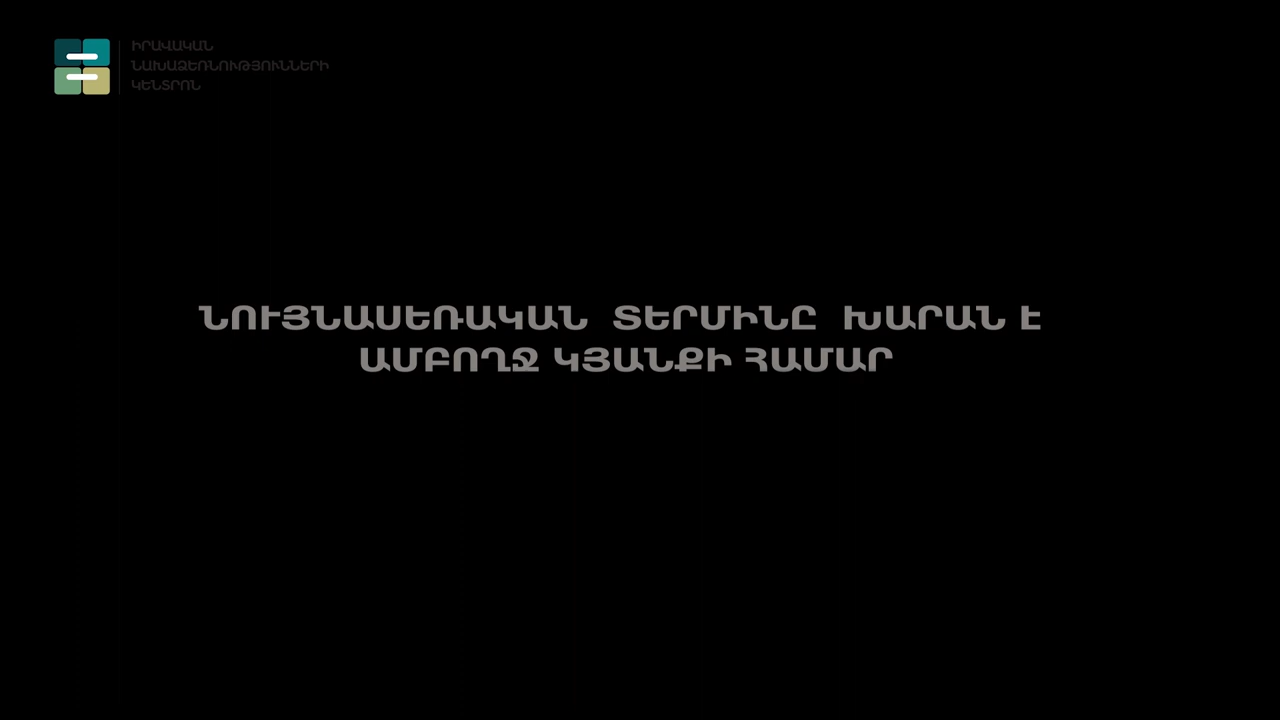 ԻՐԱՎԱԿԱՆ
ՆԱԽԱՁԵՌՆՈՒԹՅՈՒՆՆԵՐԻ
ԿԵՆՏՐՈՆ
ՆՈՒՅՆԱՍԵՌԱԿԱՆ ՏԵՐՄԻՆԸ ԽԱՐԱՆ Է
ԱՄԲՈՂՋ ԿՅԱՆՔԻ ՀԱՄԱՐ